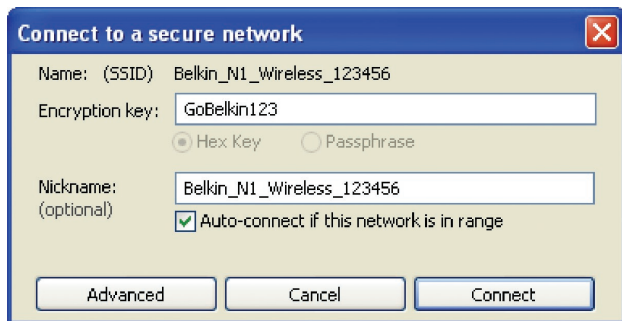 Connect to a secure network
Name: (SSID) Belkin_N1_Wireless_123456
Encryption key: GoBelkin123
Hex Key Passphrase
Nickname: Belkin_N1_Wireless_123456
(optional)
Auto-connect if this network is in range
Advanced Cancel Connect